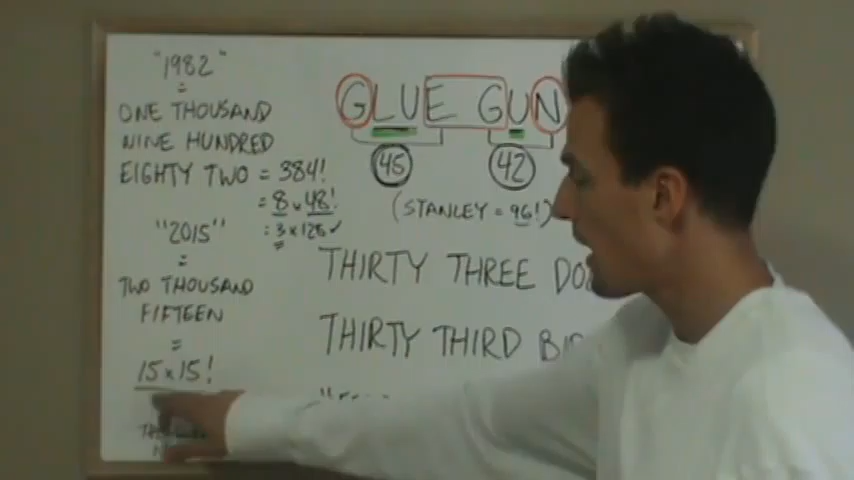 "1982"
=
ONE THOUSAND
NINE HUNDRED
EIGHTY TWO = 384!
= 8 x 48!
= 3 x 128 ✓
"2015"
=
TWO THOUSAND
FIFTEEN
=
15 x 15!
GLUE GUN
45 42
(STANLEY = 96!)
THIRTY THREE
THIRTY THIRD